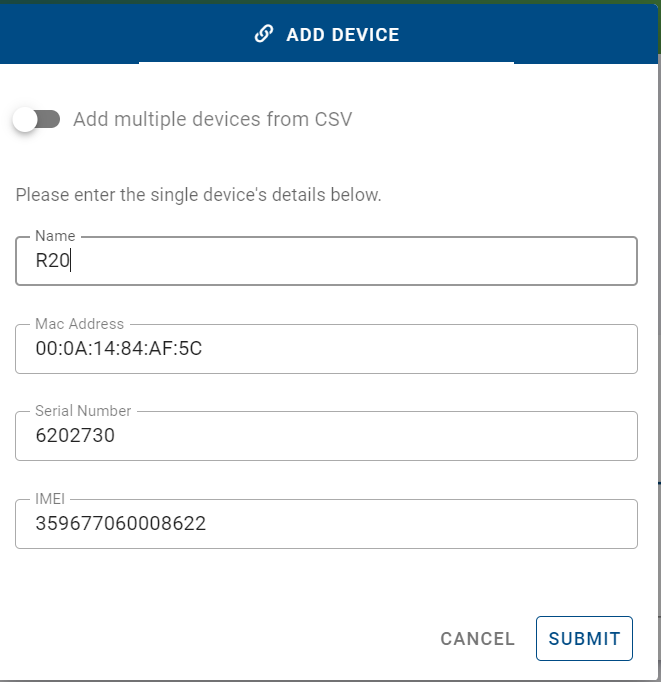 ADD DEVICE
Add multiple devices from CSV
Please enter the single device's details below.
Name
R20
Mac Address
00:0A:14:84:AF:5C
Serial Number
6202730
IMEI
359677060008622
CANCEL SUBMIT